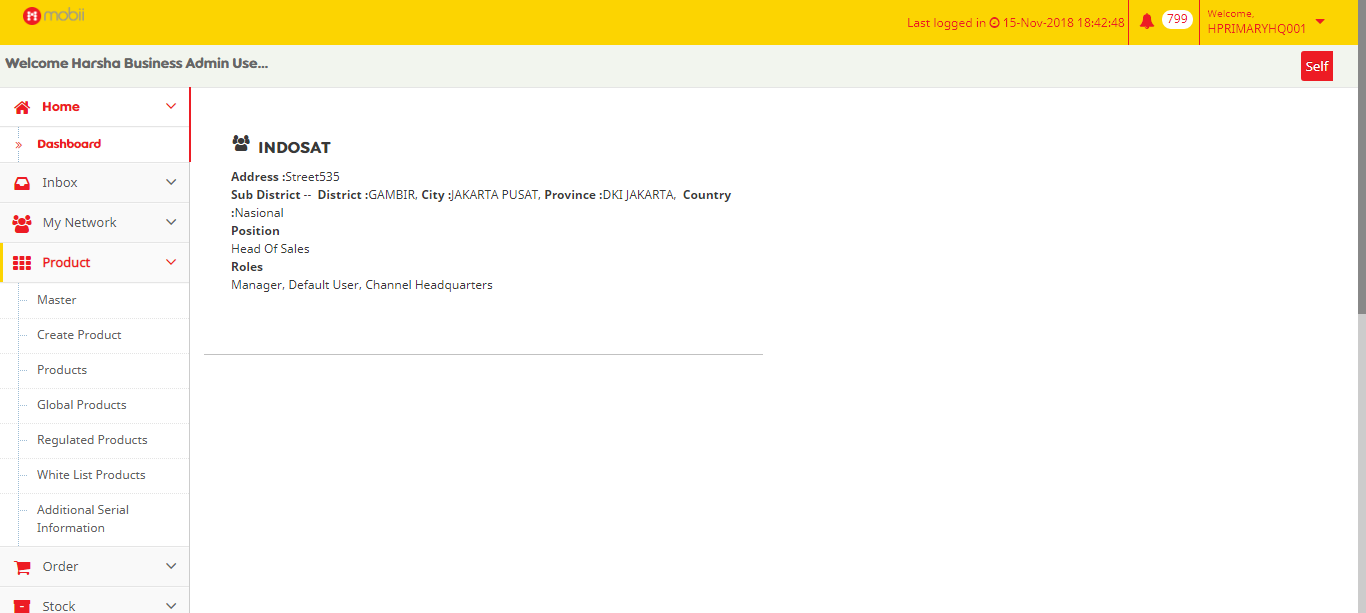 mobii
Last logged in 15-Nov-2018 18:42:48
799
Welcome,
HPRIMARYHQ001
Welcome Harsha Business Admin Use...
Self
Home
Dashboard
Inbox
My Network
Product
Master
Create Product
Products
Global Products
Regulated Products
White List Products
Additional Serial
Information
Order
Stock
INDOSAT
Address :Street535
Sub District -- District :GAMBIR, City :JAKARTA PUSAT, Province :DKI JAKARTA, Country
:Nasional
Position
Head Of Sales
Roles
Manager, Default User, Channel Headquarters